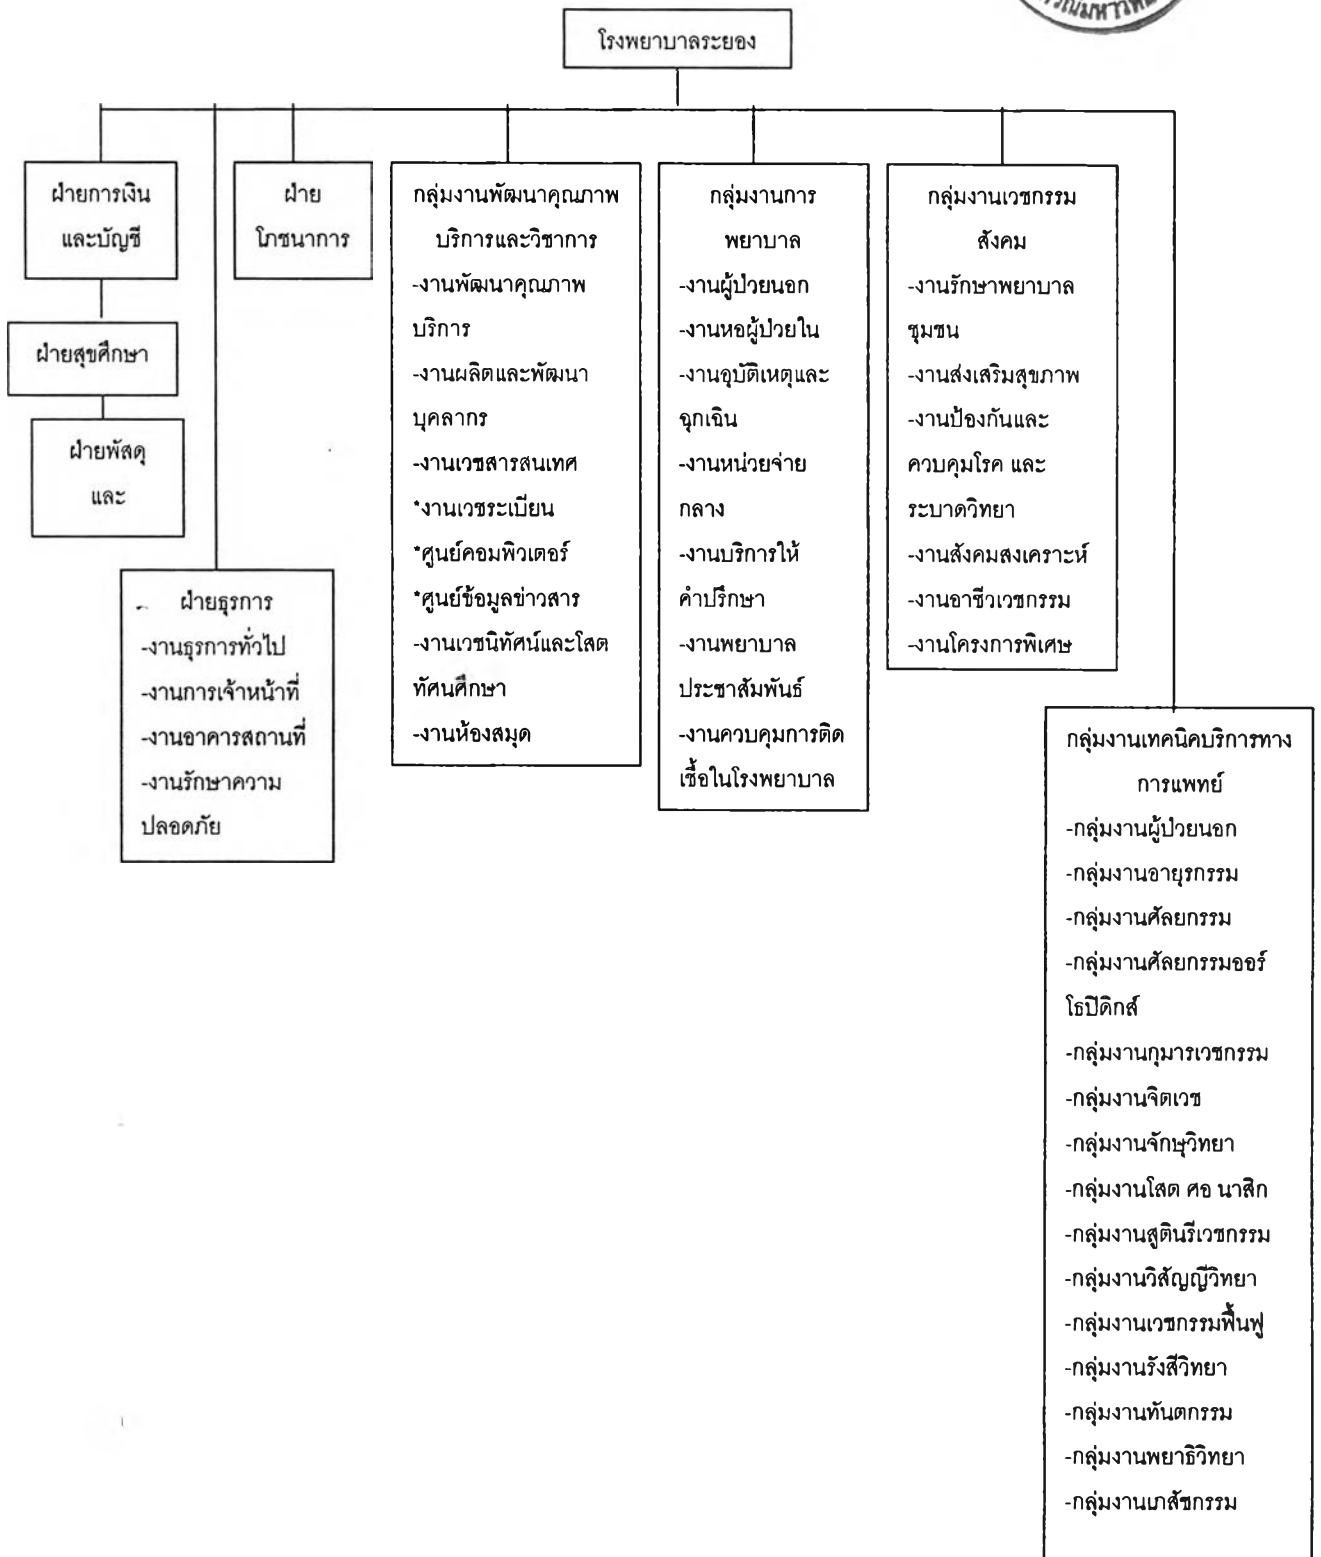 โรงพยาบาลระยอง
ฝ่ายการเงิน
และบัญชี
ฝ่ายสุขศึกษา
ฝ่ายพัสดุ
และ
ฝ่ายธุรการ
-งานธุรการทั่วไป
-งานการเจ้าหน้าที่
-งานอาคารสถานที่
-งานรักษาความ
ปลอดภัย
ฝ่าย
โภชนาการ
กลุ่มงานพัฒนาคุณภาพ
บริการและวิชาการ
-งานพัฒนาคุณภาพ
บริการ
-งานผลิตและพัฒนา
บุคลากร
-งานเวชสารสนเทศ
*งานเวชระเบียน
*ศูนย์คอมพิวเตอร์
*ศูนย์ข้อมูลข่าวสาร
-งานเวชนิทัศน์และโสต
ทัศนศึกษา
-งานห้องสมุด
กลุ่มงานการ
พยาบาล
-งานผู้ป่วยนอก
-งานหอผู้ป่วยใน
-งานอุบัติเหตุและ
ฉุกเฉิน
-งานหน่วยจ่าย
กลาง
-งานบริการให้
คำปรึกษา
-งานพยาบาล
ประชาสัมพันธ์
-งานควบคุมการติด
เชื้อในโรงพยาบาล
กลุ่มงานเวชกรรม
สังคม
-งานรักษาพยาบาล
ชุมชน
-งานส่งเสริมสุขภาพ
-งานป้องกันและ
ควบคุมโรค และ
ระบาดวิทยา
-งานสังคมสงเคราะห์
-งานอาชีวเวชกรรม
-งานโครงการพิเศษ
กลุ่มงานเทคนิคบริการทาง
การแพทย์
-กลุ่มงานผู้ป่วยนอก
-กลุ่มงานอายุรกรรม
-กลุ่มงานศัลยกรรม
-กลุ่มงานศัลยกรรมออร์
โธปิดิกส์
-กลุ่มงานกุมารเวชกรรม
-กลุ่มงานจิตเวช
-กลุ่มงานจักษุวิทยา
-กลุ่มงานโสต ศอ นาสิก
-กลุ่มงานสูตินรีเวชกรรม
-กลุ่มงานวิสัญญีวิทยา
-กลุ่มงานเวชกรรมฟื้นฟู
-กลุ่มงานรังสีวิทยา
-กลุ่มงานทันตกรรม
-กลุ่มงานพยาธิวิทยา
-กลุ่มงานเภสัชกรรม